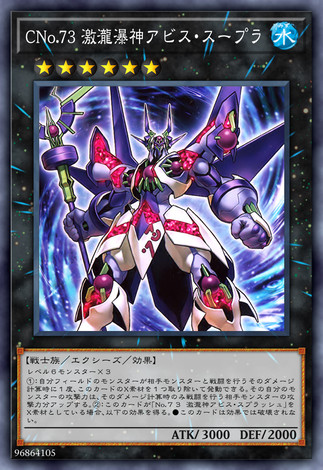 CNo.73 激瀧瀑神アビス・スープラ
水
73
【戦士族／エクシーズ／効果】
レベル６モンスター×３
①：自分フィールドのモンスターが相手モンスターと戦闘を行うそのダメージ
計算時に１度、このカードのX素材を１つ取り除いて発動できる。その自分のモ
ンスターの攻撃力は、そのダメージ計算時のみ戦闘を行う相手モンスターの攻
撃力分アップする。②：このカードが「No.７３ 激瀧神アビス・スプラッシュ」を
X素材としている場合、以下の効果を得る。●このカードは効果では破壊されな
い。
ATK/ 3000 DEF/ 2000
96864105